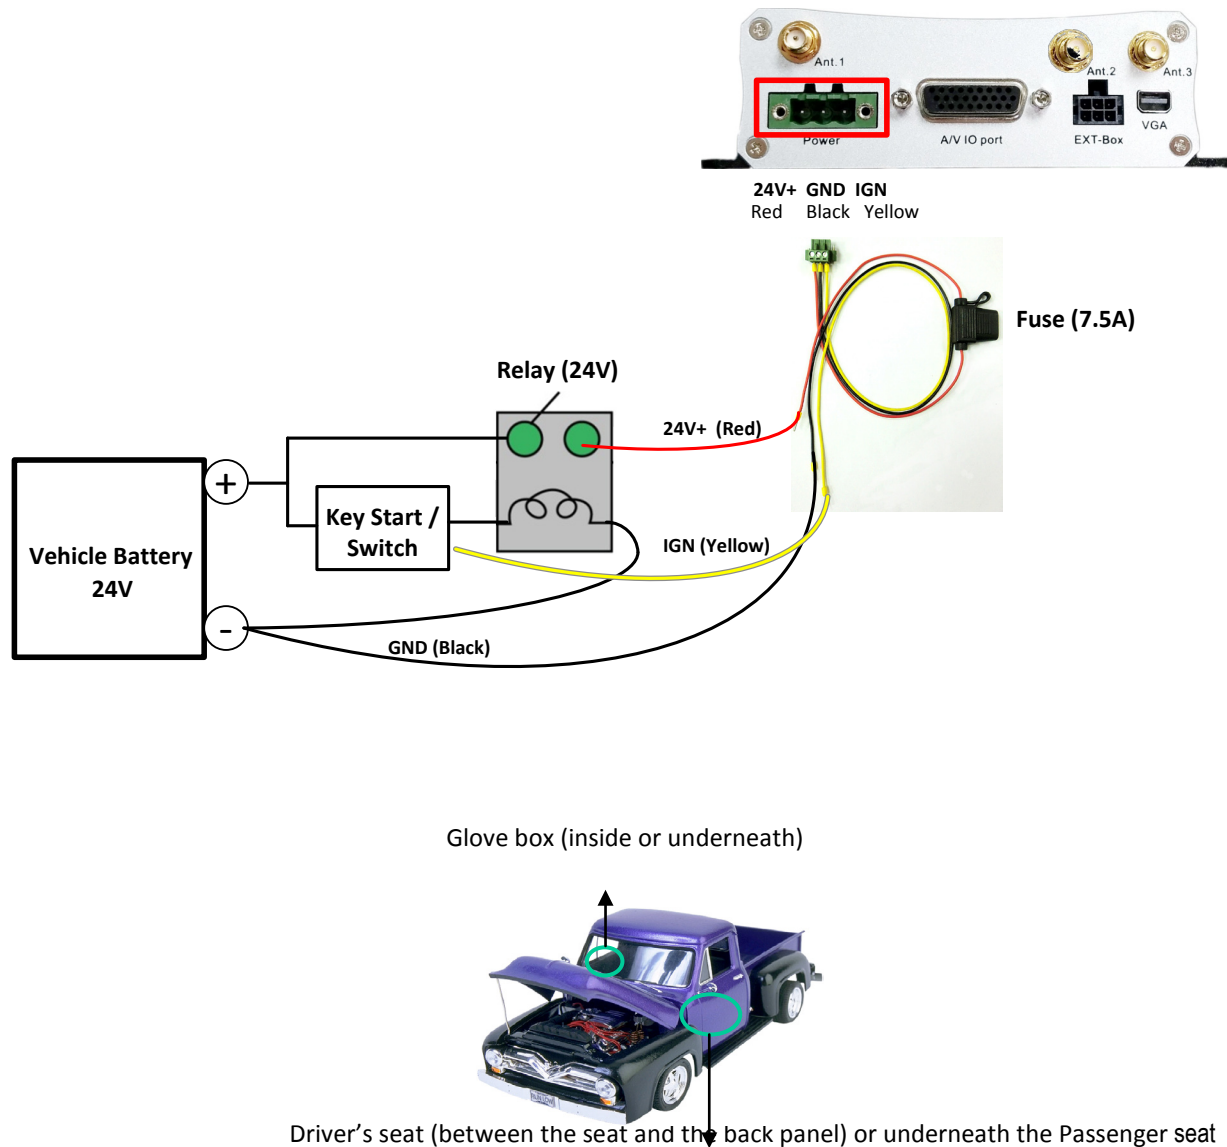 Ant.1
Ant.2
Ant.3
Power
A/V IO port
EXT-Box
VGA
24V+ GND IGN
Red Black Yellow
Fuse (7.5A)
Relay (24V)
24V+ (Red)
+
Key Start /
Switch
IGN (Yellow)
Vehicle Battery
24V
-
GND (Black)
Glove box (inside or underneath)
Driver's seat (between the seat and the back panel) or underneath the Passenger seat